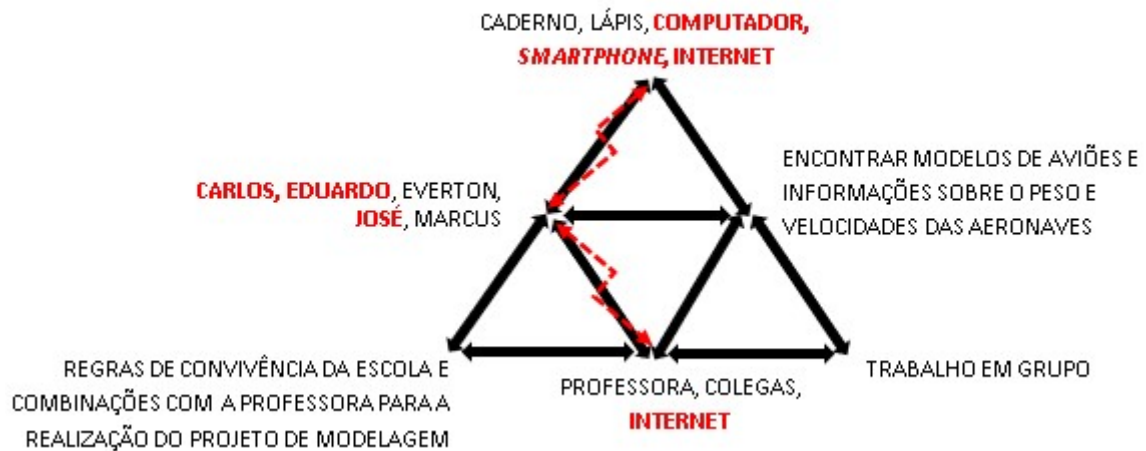 CADERNO, LÁPIS, COMPUTADOR,
SMARTPHONE, INTERNET
CARLOS, EDUARDO, EVERTON,
JOSÉ, MARCUS
ENCONTRAR MODELOS DE AVIÕES E
INFORMAÇÕES SOBRE O PESO E
VELOCIDADES DAS AERONAVES
REGRAS DE CONVIVÊNCIA DA ESCOLA E
COMBINAÇÕES COM A PROFESSORA PARA A
REALIZAÇÃO DO PROJETO DE MODELAGEM
PROFESSORA, COLEGAS,
INTERNET
TRABALHO EM GRUPO